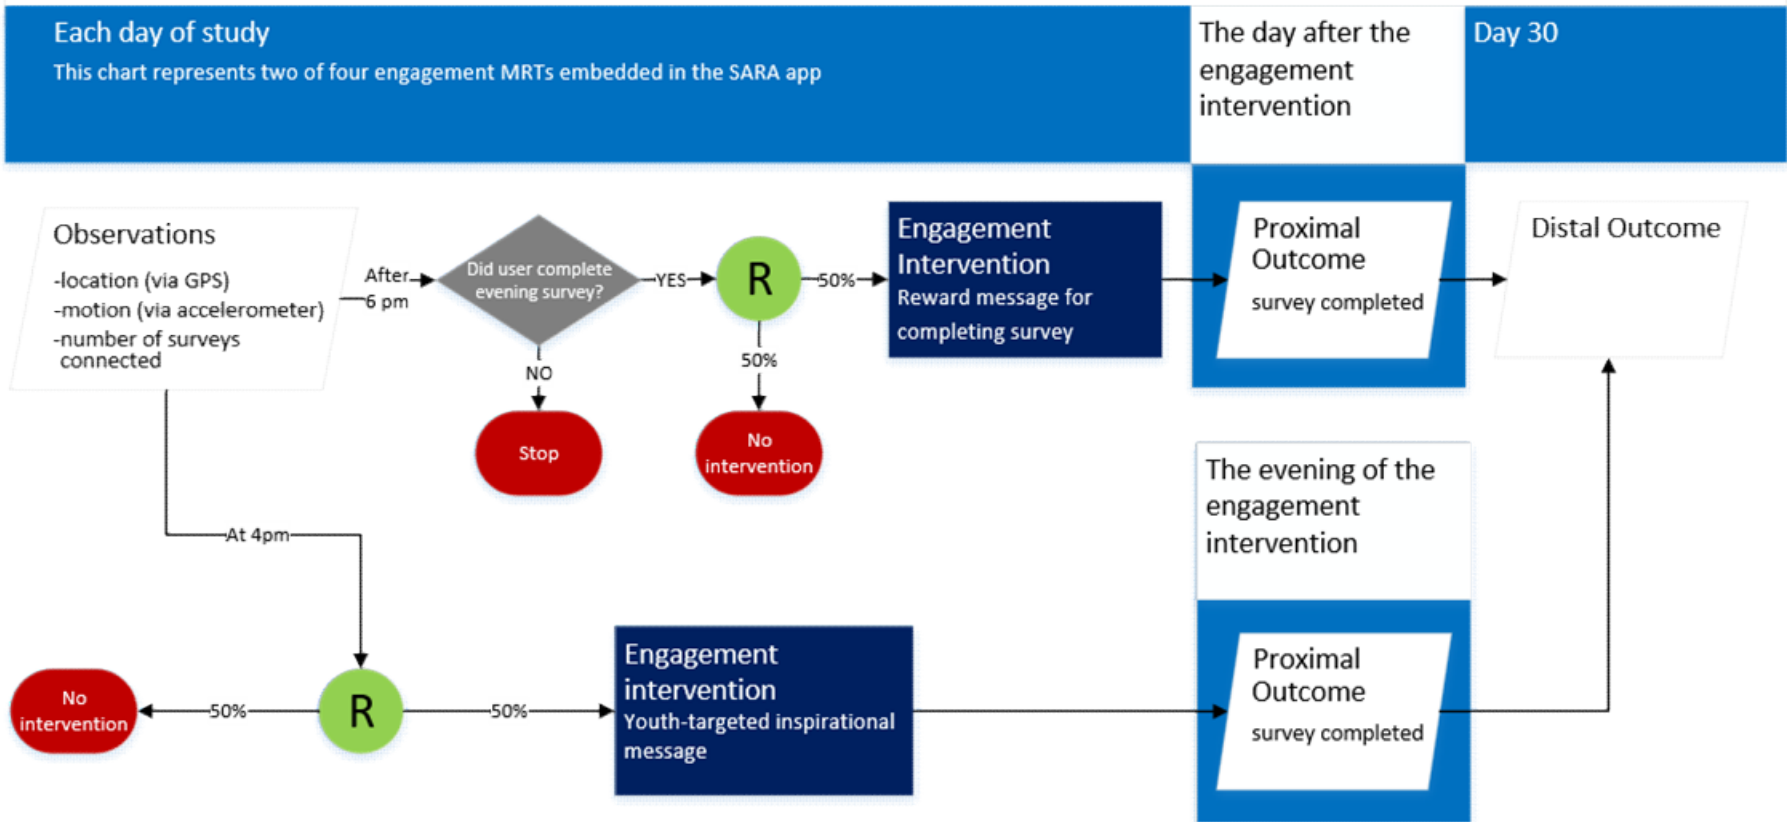 Each day of study
This chart represents two of four engagement MRTs embedded in the SARA app
The day after the
engagement
intervention
Day 30
Observations
-location (via GPS)
-motion (via accelerometer)
-number of surveys
connected
After
6 pm
Did user complete
evening survey?
YES
R
50%
Engagement
Intervention
Reward message for
completing survey
Proximal
Outcome
survey completed
Distal Outcome
NO
50%
Stop
No
intervention
The evening of the
engagement
intervention
At 4pm
No
intervention
50%
R
50%
Engagement
intervention
Youth-targeted inspirational
message
Proximal
Outcome
survey completed